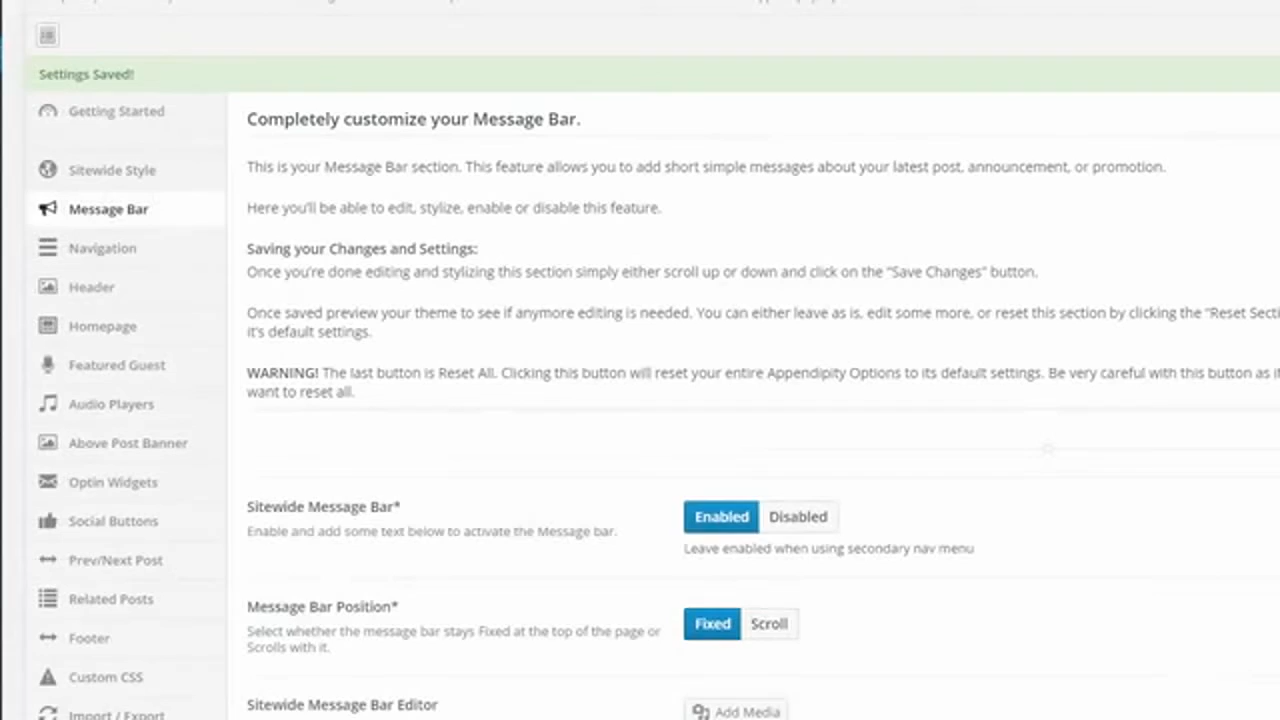 Settings Saved!
Getting Started
Sitewide Style
Message Bar
Navigation
Header
Homepage
Featured Guest
Audio Players
Above Post Banner
Optin Widgets
Social Buttons
Prev/Next Post
Related Posts
Footer
Custom CSS
Import / Export
Completely customize your Message Bar.
This is your Message Bar section. This feature allows you to add short simple messages about your latest post, announcement, or promotion.
Here you'll be able to edit, stylize, enable or disable this feature.
Saving your Changes and Settings:
Once you're done editing and stylizing this section simply either scroll up or down and click on the "Save Changes" button.
Once saved preview your theme to see if anymore editing is needed. You can either leave as is, edit some more, or reset this section by clicking the "Reset Secti
it's default settings.
WARNING! The last button is Reset All. Clicking this button will reset your entire Appendipity Options to its default settings. Be very careful with this button as i
want to reset all.
Sitewide Message Bar*
Enable and add some text below to activate the Message bar.
Enabled Disabled
Leave enabled when using secondary nav menu
Message Bar Position*
Select whether the message bar stays Fixed at the top of the page or
Scrolls with it.
Fixed Scroll
Sitewide Message Bar Editor
Add Media